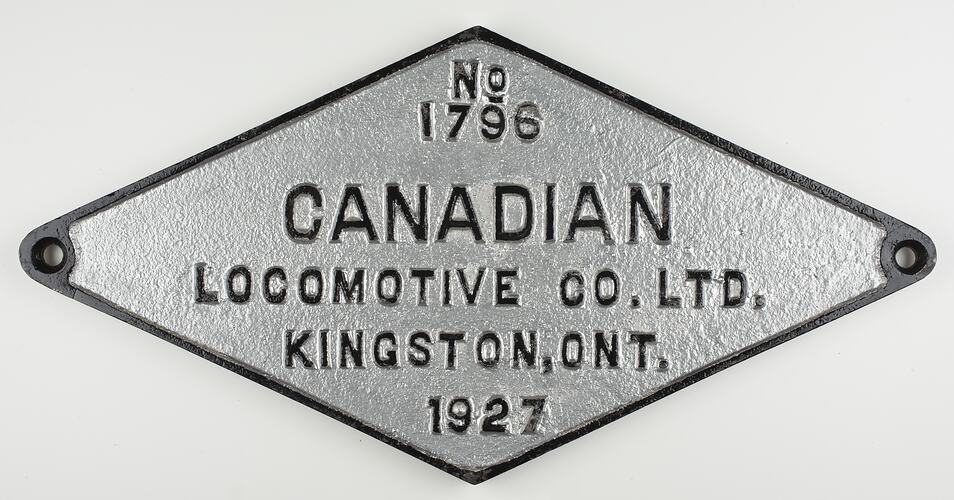 No
1796
CANADIAN
LOCOMOTIVE CO. LTD.
KINGSTON, ONT.
1927